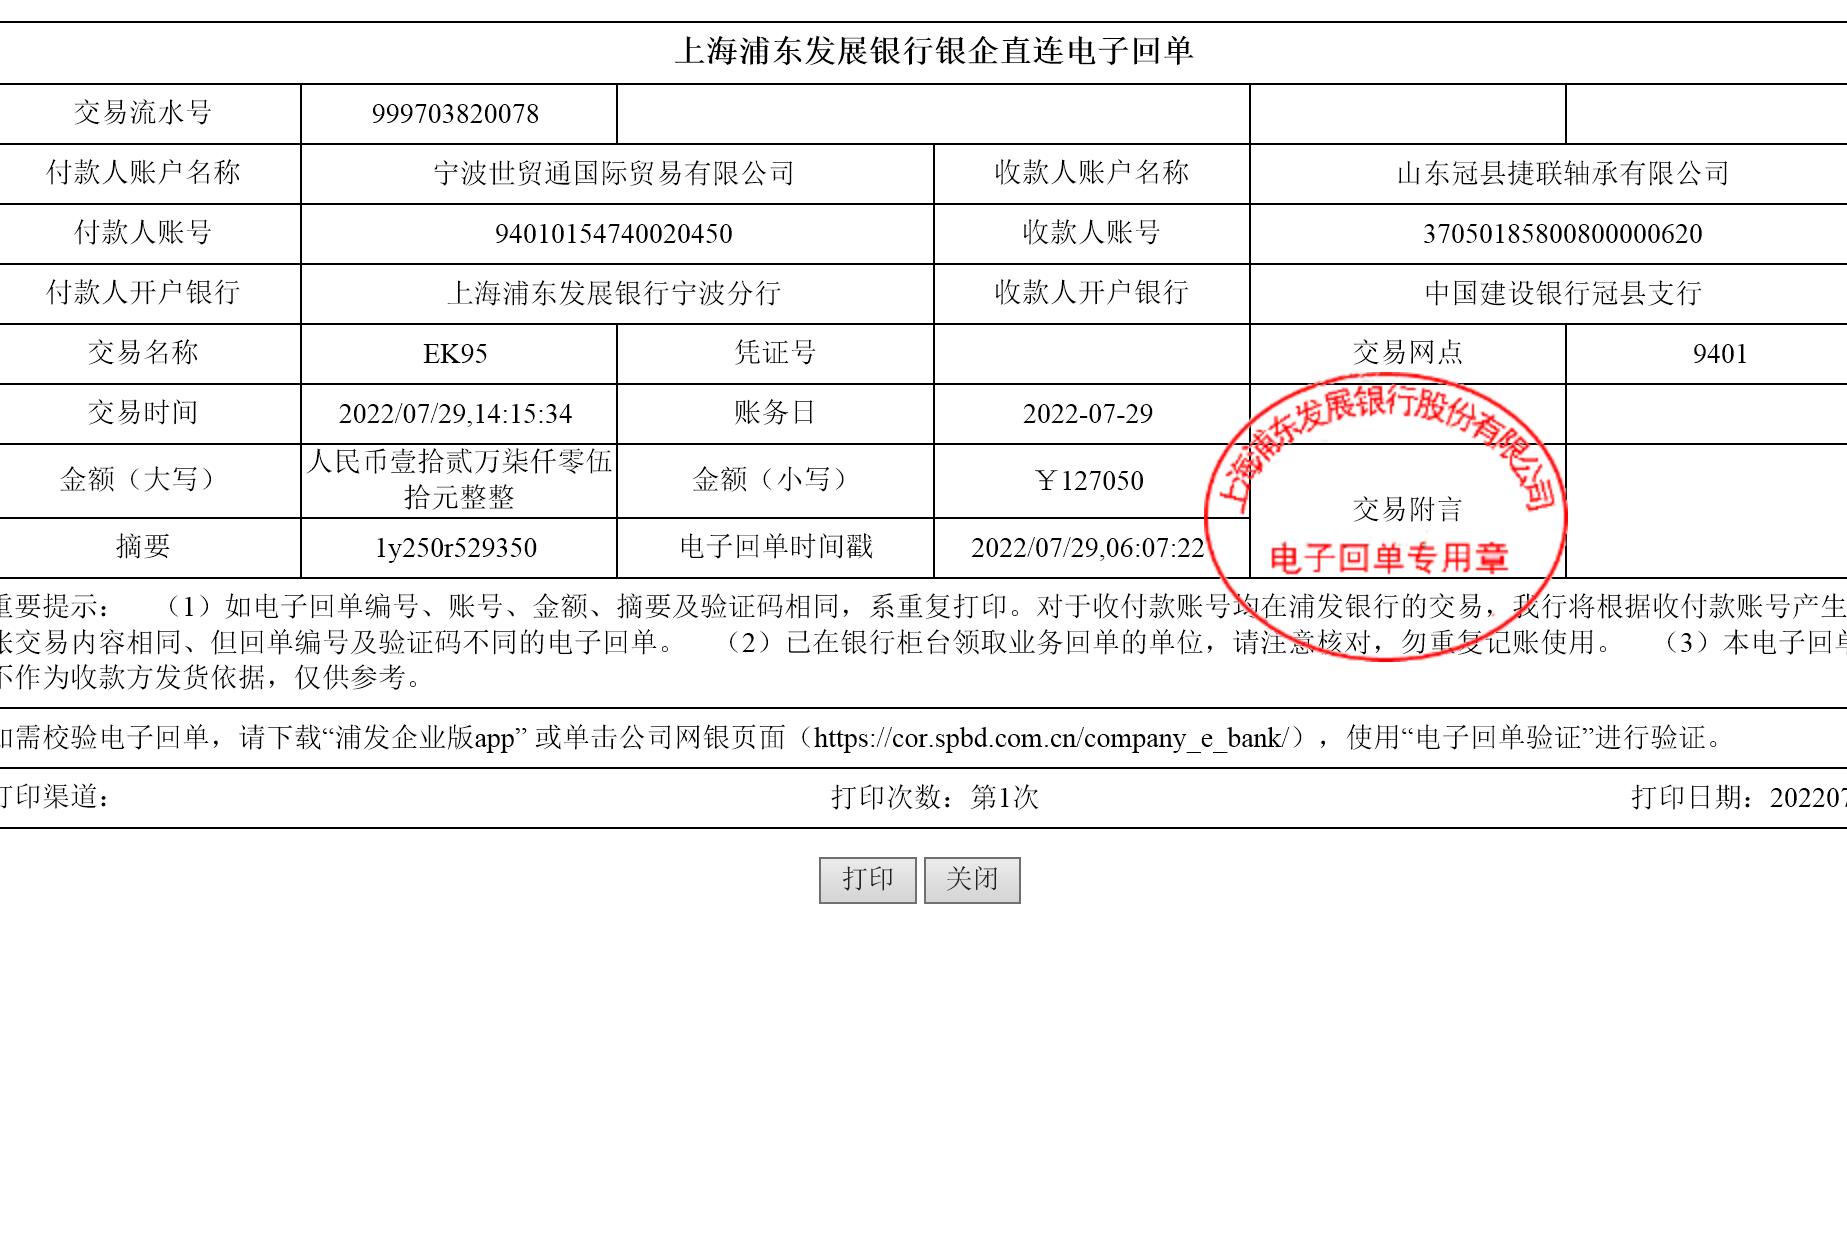 上海浦东发展银行银企直连电子回单
交易流水号 999703820078
付款人账户名称 宁波世贸通国际贸易有限公司 收款人账户名称 山东冠县捷联轴承有限公司
付款人账号 94010154740020450 收款人账号 37050185800800000620
付款人开户银行 上海浦东发展银行宁波分行 收款人开户银行 中国建设银行冠县支行
交易名称 EK95 凭证号 交易网点 9401
交易时间 2022/07/29,14:15:34 账务日 2022-07-29
上海浦东发展银行股份有限公司
金额（大写） 人民币壹拾贰万柒仟零伍
拾元整整 金额（小写） ￥127050
交易附言
摘要 1y250r529350 电子回单时间戳 2022/07/29,06:07:22
电子回单专用章
重要提示： （1）如电子回单编号、账号、金额、摘要及验证码相同，系重复打印。对于收付款账号均在浦发银行的交易，我行将根据收付款账号产生
张交易内容相同、但回单编号及验证码不同的电子回单。 （2）已在银行柜台领取业务回单的单位，请注意核对，勿重复记账使用。 （3）本电子回单
不作为收款方发货依据，仅供参考。
如需校验电子回单，请下载“浦发企业版app” 或单击公司网银页面（https://cor.spbd.com.cn/company_e_bank/），使用“电子回单验证”进行验证。
打印渠道： 打印次数：第1次 打印日期：202207
打印 关闭